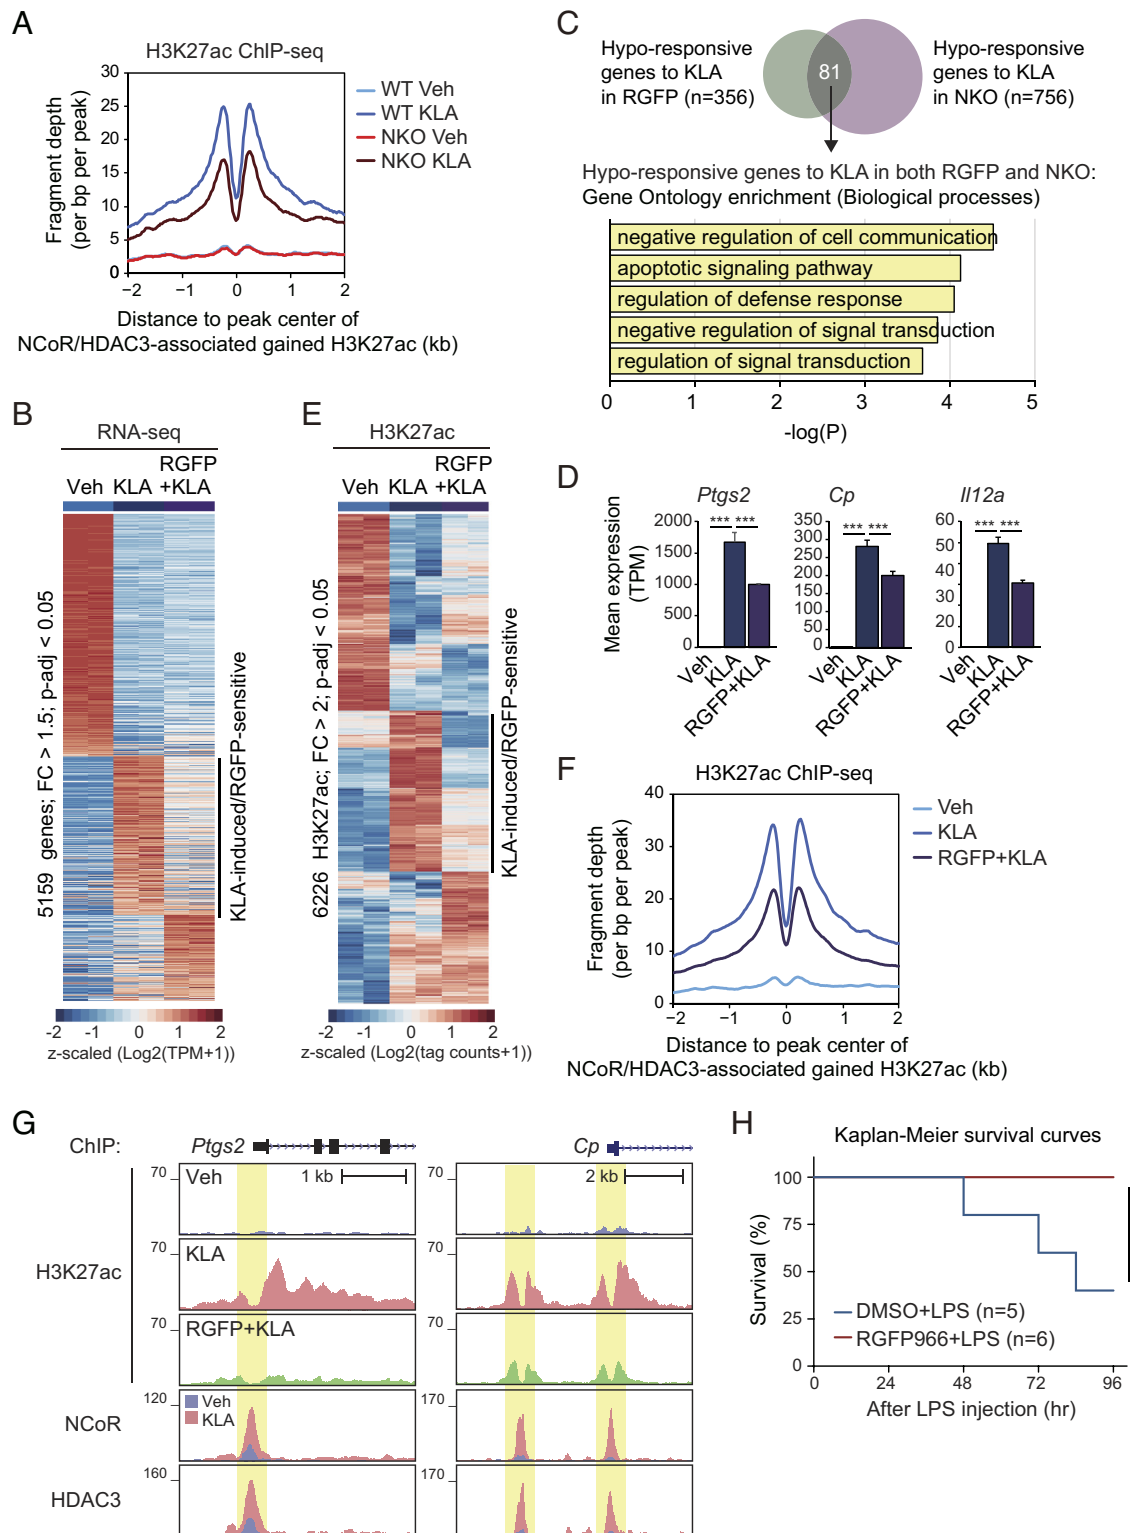 A
H3K27ac ChIP-seq
30
25
20
15
10
5
0
Fragment depth
(per bp per peak)
−2 −1 0 1 2
Distance to peak center of
NCoR/HDAC3-associated gained H3K27ac (kb)
WT Veh
WT KLA
NKO Veh
NKO KLA
C
Hypo-responsive
genes to KLA
in RGFP (n=356)
81
Hypo-responsive
genes to KLA
in NKO (n=756)
Hypo-responsive genes to KLA in both RGFP and NKO:
Gene Ontology enrichment (Biological processes)
negative regulation of cell communication
apoptotic signaling pathway
regulation of defense response
negative regulation of signal transduction
regulation of signal transduction
0 1 2 3 4 5
-log(P)
B
RNA-seq
RGFP
Veh KLA +KLA
5159 genes; FC > 1.5; p-adj < 0.05
KLA-induced/RGFP-sensitive
-2 -1 0 1 2
z-scaled (Log2(TPM+1))
E
H3K27ac
RGFP
Veh KLA +KLA
6226 H3K27ac; FC > 2; p-adj < 0.05
KLA-induced/RGFP-sensitive
-2 -1 0 1 2
z-scaled (Log2(tag counts+1))
D
Mean expression
(TPM)
Ptgs2
2000
1500
1000
500
0
*** ***
Veh
KLA
RGFP+KLA
Cp
350
300
250
200
150
100
50
0
*** ***
Veh
KLA
RGFP+KLA
Il12a
60
50
40
30
20
10
0
*** ***
Veh
KLA
RGFP+KLA
F
H3K27ac ChIP-seq
40
30
20
10
0
Fragment depth
(per bp per peak)
−2 −1 0 1 2
Distance to peak center of
NCoR/HDAC3-associated gained H3K27ac (kb)
Veh
KLA
RGFP+KLA
G
ChIP: Ptgs2 Cp
70 Veh 1 kb 70 2 kb
H3K27ac
70 KLA 70
70 RGFP+KLA 70
NCoR
120 Veh 170
KLA
HDAC3
160 170
H
Kaplan-Meier survival curves
100
75
50
25
0
Survival (%)
DMSO+LPS (n=5)
RGFP966+LPS (n=6)
0 24 48 72 96
After LPS injection (hr)